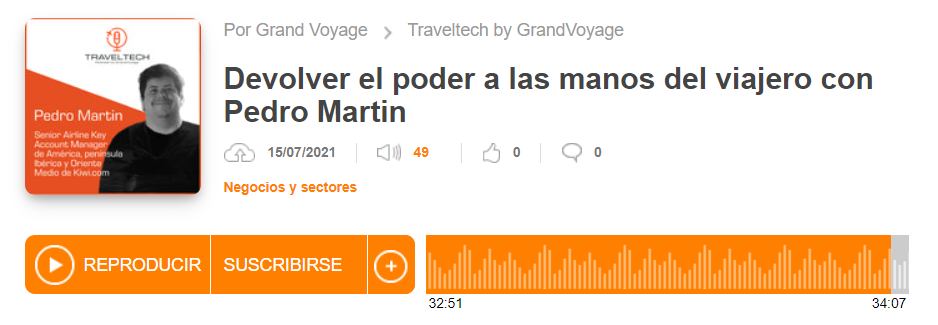 Por Grand Voyage > Traveltech by GrandVoyage
Devolver el poder a las manos del viajero con
Pedro Martin
15/07/2021 49 0 0
Negocios y sectores
TRAVELTECH
Pedro Martin
Senior Airline Key
Account Manager
de América, península
Ibérica y Oriente
Medio de Kiwi.com
REPRODUCIR SUSCRIBIRSE +
32:51 34:07